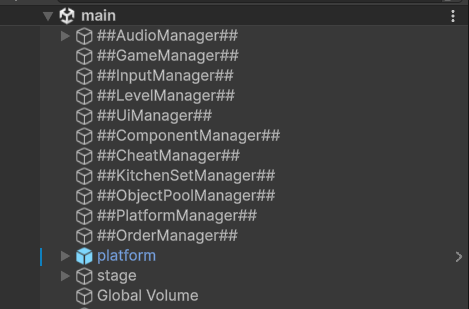 main
##AudioManager##
##GameManager##
##InputManager##
##LevelManager##
##UiManager##
##ComponentManager##
##CheatManager##
##KitchenSetManager##
##ObjectPoolManager##
##PlatformManager##
##OrderManager##
platform
stage
Global Volume